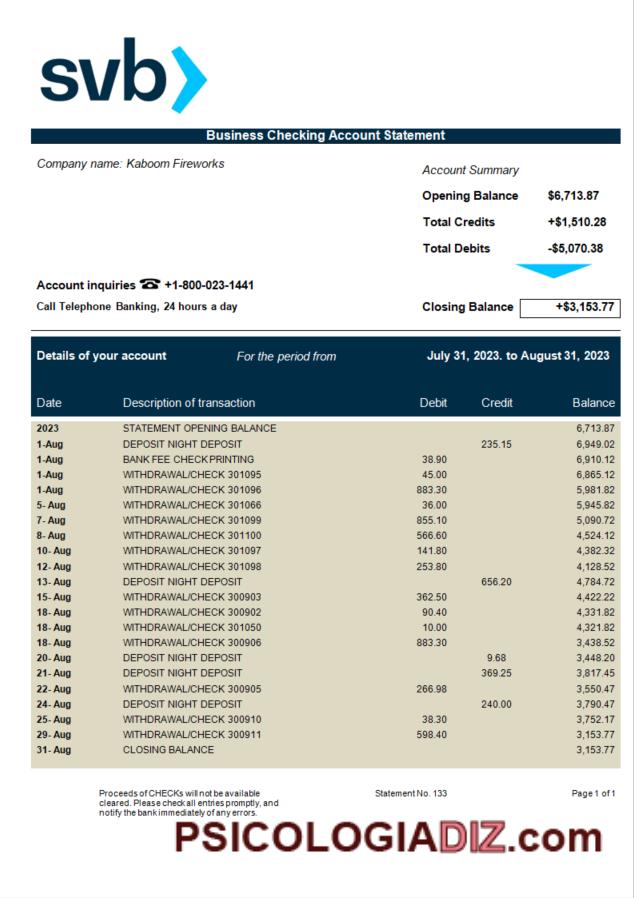 svb
Business Checking Account Statement
Company name: Kaboom Fireworks
Account Summary
Opening Balance $6,713.87
Total Credits +$1,510.28
Total Debits -$5,070.38
Account inquiries ☎ +1-800-023-1441
Call Telephone Banking, 24 hours a day
Closing Balance +$3,153.77
Details of your account For the period from July 31, 2023. to August 31, 2023
Date Description of transaction Debit Credit Balance
2023 STATEMENT OPENING BALANCE 6,713.87
1-Aug DEPOSIT NIGHT DEPOSIT 235.15 6,949.02
1-Aug BANK FEE CHECK PRINTING 38.90 6,910.12
1-Aug WITHDRAWAL/CHECK 301095 45.00 6,865.12
1-Aug WITHDRAWAL/CHECK 301096 883.30 5,981.82
5- Aug WITHDRAWAL/CHECK 301066 36.00 5,945.82
7- Aug WITHDRAWAL/CHECK 301099 855.10 5,090.72
8- Aug WITHDRAWAL/CHECK 301100 566.60 4,524.12
10- Aug WITHDRAWAL/CHECK 301097 141.80 4,382.32
12- Aug WITHDRAWAL/CHECK 301098 253.80 4,128.52
13- Aug DEPOSIT NIGHT DEPOSIT 656.20 4,784.72
15- Aug WITHDRAWAL/CHECK 300903 362.50 4,422.22
18- Aug WITHDRAWAL/CHECK 300902 90.40 4,331.82
18- Aug WITHDRAWAL/CHECK 301050 10.00 4,321.82
18- Aug WITHDRAWAL/CHECK 300906 883.30 3,438.52
20- Aug DEPOSIT NIGHT DEPOSIT 9.68 3,448.20
21- Aug DEPOSIT NIGHT DEPOSIT 369.25 3,817.45
22- Aug WITHDRAWAL/CHECK 300905 266.98 3,550.47
24- Aug DEPOSIT NIGHT DEPOSIT 240.00 3,790.47
25- Aug WITHDRAWAL/CHECK 300910 38.30 3,752.17
29- Aug WITHDRAWAL/CHECK 300911 598.40 3,153.77
31- Aug CLOSING BALANCE 3,153.77
Proceeds of CHECKs will not be available Statement No. 133 Page 1 of 1
cleared. Please check all entries promptly, and
notify the bank immediately of any errors.
PSICOLOGIADIZ.com